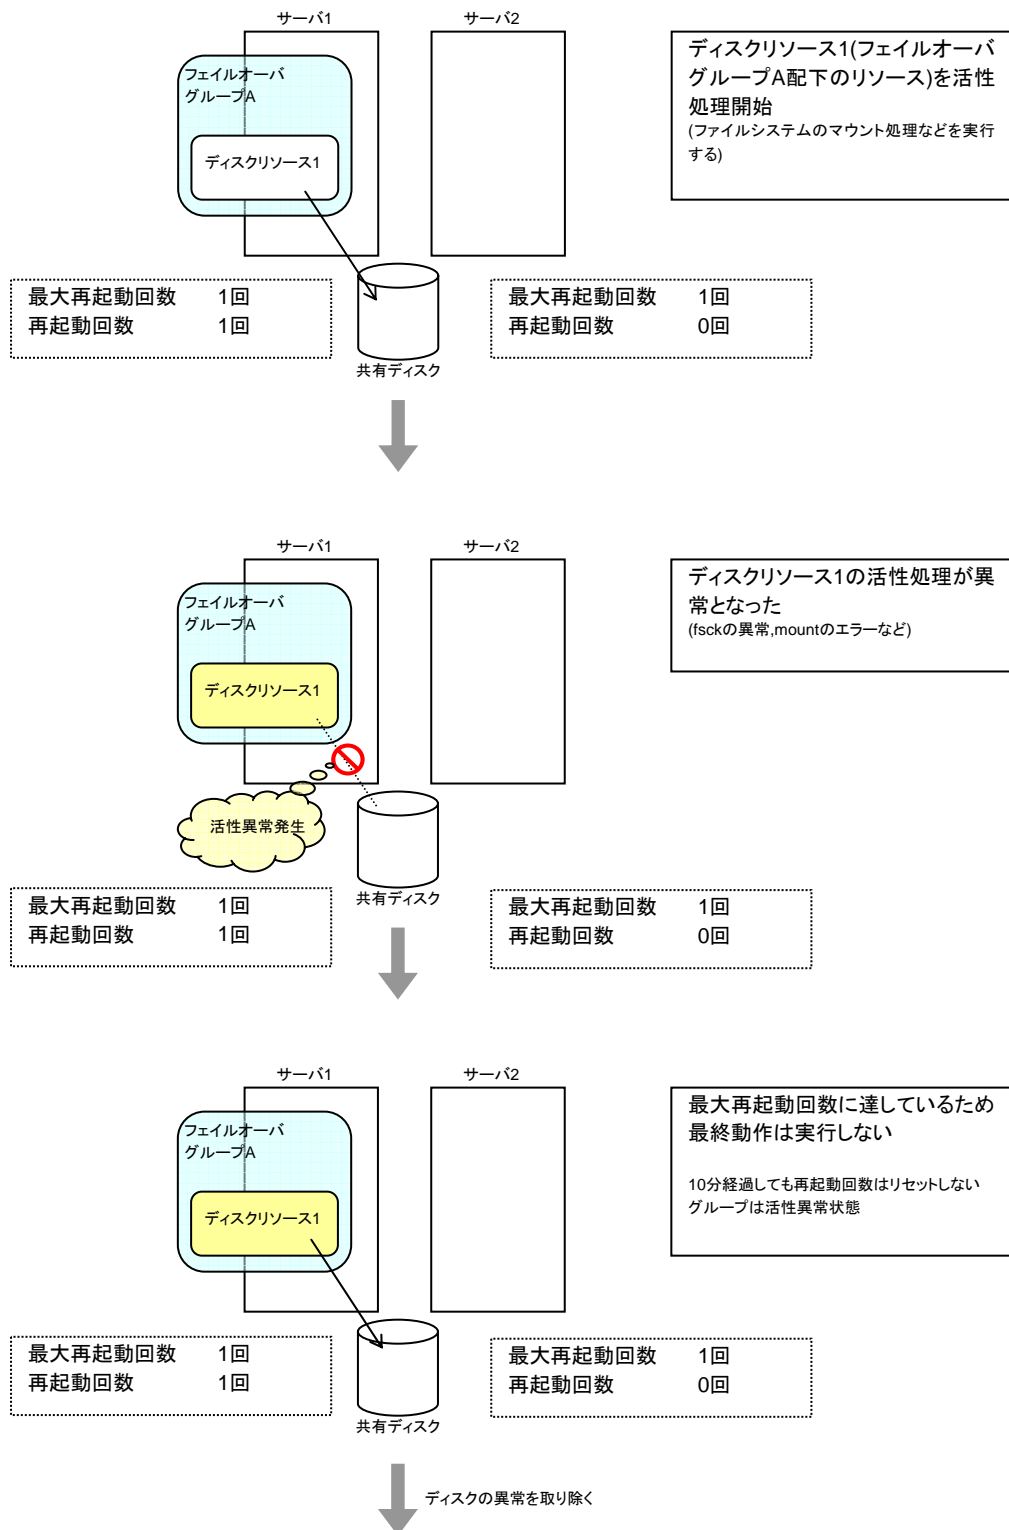 サーバ1
サーバ2
フェイルオーバ
グループA
ディスクリソース1
ディスクリソース1(フェイルオーバ
グループA配下のリソース)を活性
処理開始
(ファイルシステムのマウント処理などを実行
する)
最大再起動回数 1回
再起動回数 1回
最大再起動回数 1回
再起動回数 0回
共有ディスク
サーバ1
サーバ2
フェイルオーバ
グループA
ディスクリソース1
活性異常発生
ディスクリソース1の活性処理が異
常となった
(fsckの異常,mountのエラーなど)
最大再起動回数 1回
再起動回数 1回
最大再起動回数 1回
再起動回数 0回
共有ディスク
サーバ1
サーバ2
フェイルオーバ
グループA
ディスクリソース1
最大再起動回数に達しているため
最終動作は実行しない
10分経過しても再起動回数はリセットしない
グループは活性異常状態
最大再起動回数 1回
再起動回数 1回
最大再起動回数 1回
再起動回数 0回
共有ディスク
ディスクの異常を取り除く